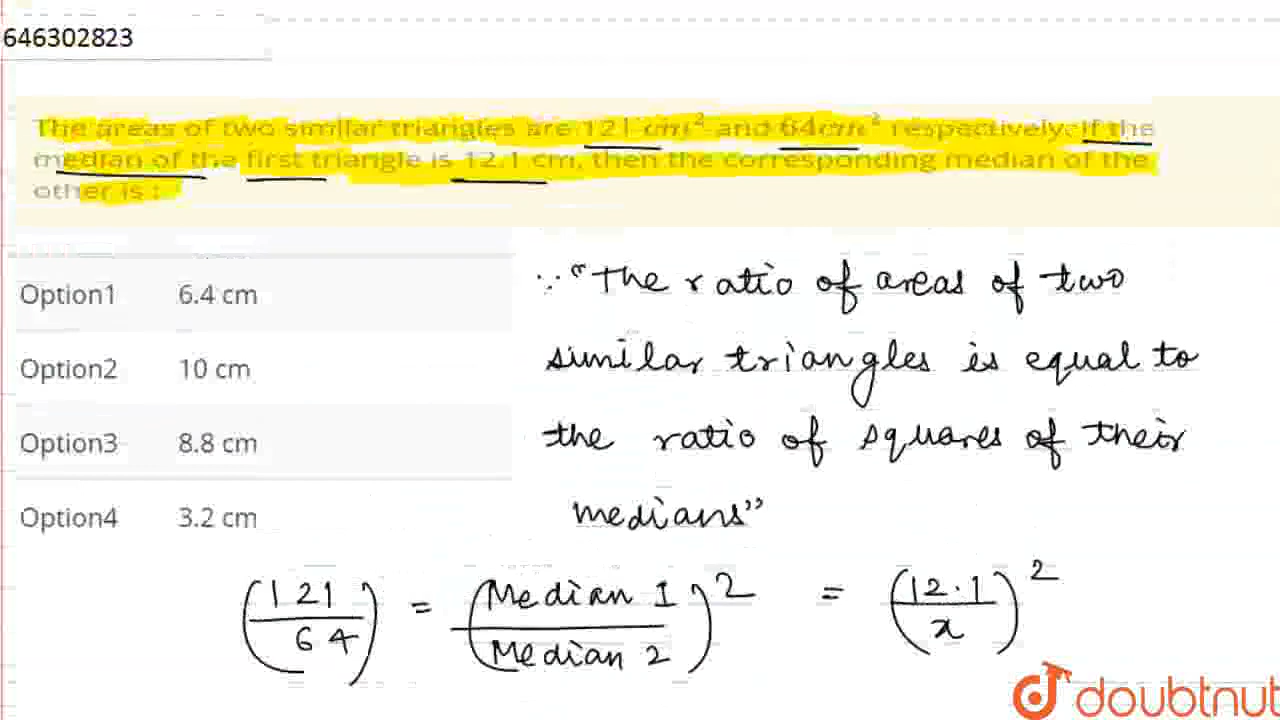 646302823
The areas of two similar triangles are 121 cm² and 64cm² respectively. If the
median of the first triangle is 12.1 cm, then the corresponding median of the
other is :
Option1 6.4 cm
Option2 10 cm
Option3 8.8 cm
Option4 3.2 cm
∵ "The ratio of areas of two
similar triangles is equal to
the ratio of squares of their
medians"
(121/64) = (Median 1/Median 2)² = (12.1/x)²
doubtnut